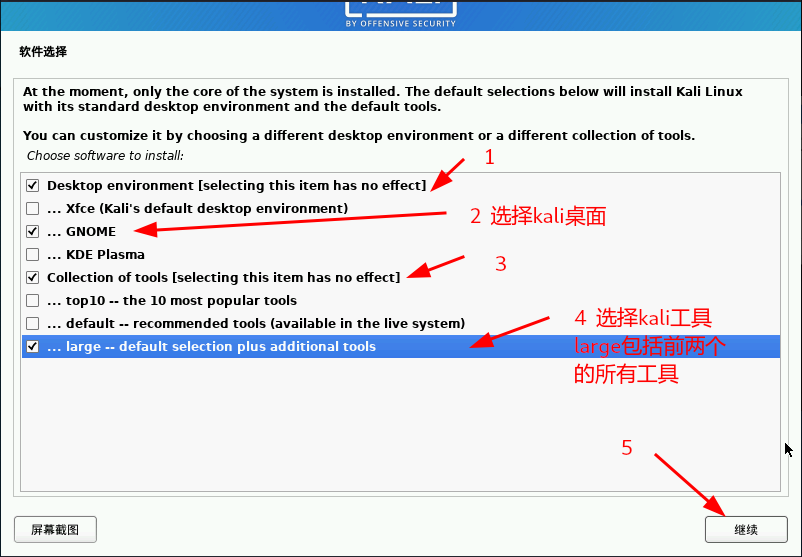 BY OFFENSIVE SECURITY
软件选择
At the moment, only the core of the system is installed. The default selections below will install Kali Linux
with its standard desktop environment and the default tools.
You can customize it by choosing a different desktop environment or a different collection of tools.
Choose software to install:
1
Desktop environment [selecting this item has no effect]
... Xfce (Kali's default desktop environment)
2 选择kali桌面
... GNOME
... KDE Plasma
3
Collection of tools [selecting this item has no effect]
... top10 -- the 10 most popular tools
... default -- recommended tools (available in the live system)
... large -- default selection plus additional tools
4 选择kali工具
large包括前两个
的所有工具
5
屏幕截图
继续